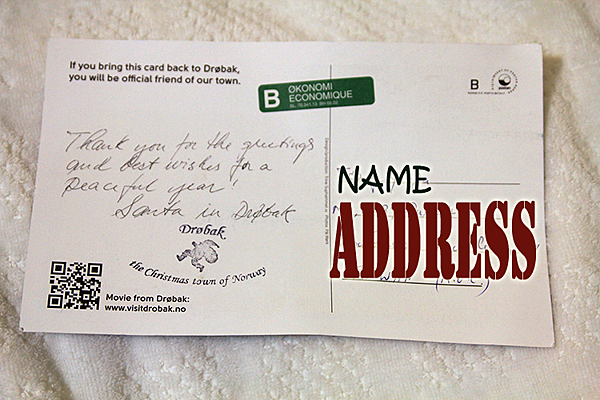 If you bring this card back to Drøbak,
you will be official friend of our town.
B ØKONOMI
ECONOMIQUE
B
Thank you for the greetings
and best wishes for a
peaceful year!
Santa in Drøbak
Drøbak
the Christmas town of Norway
Movie from Drøbak:
www.visitdrobak.no
NAME
ADDRESS